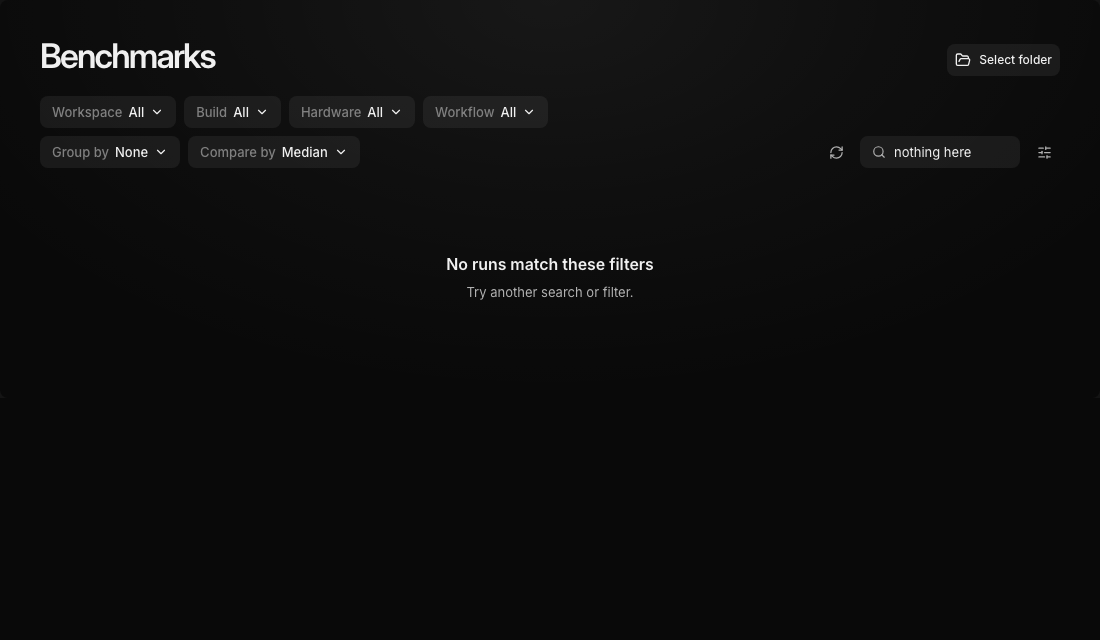 Benchmarks
Select folder
Workspace All
Build All
Hardware All
Workflow All
Group by None
Compare by Median
nothing here
No runs match these filters
Try another search or filter.